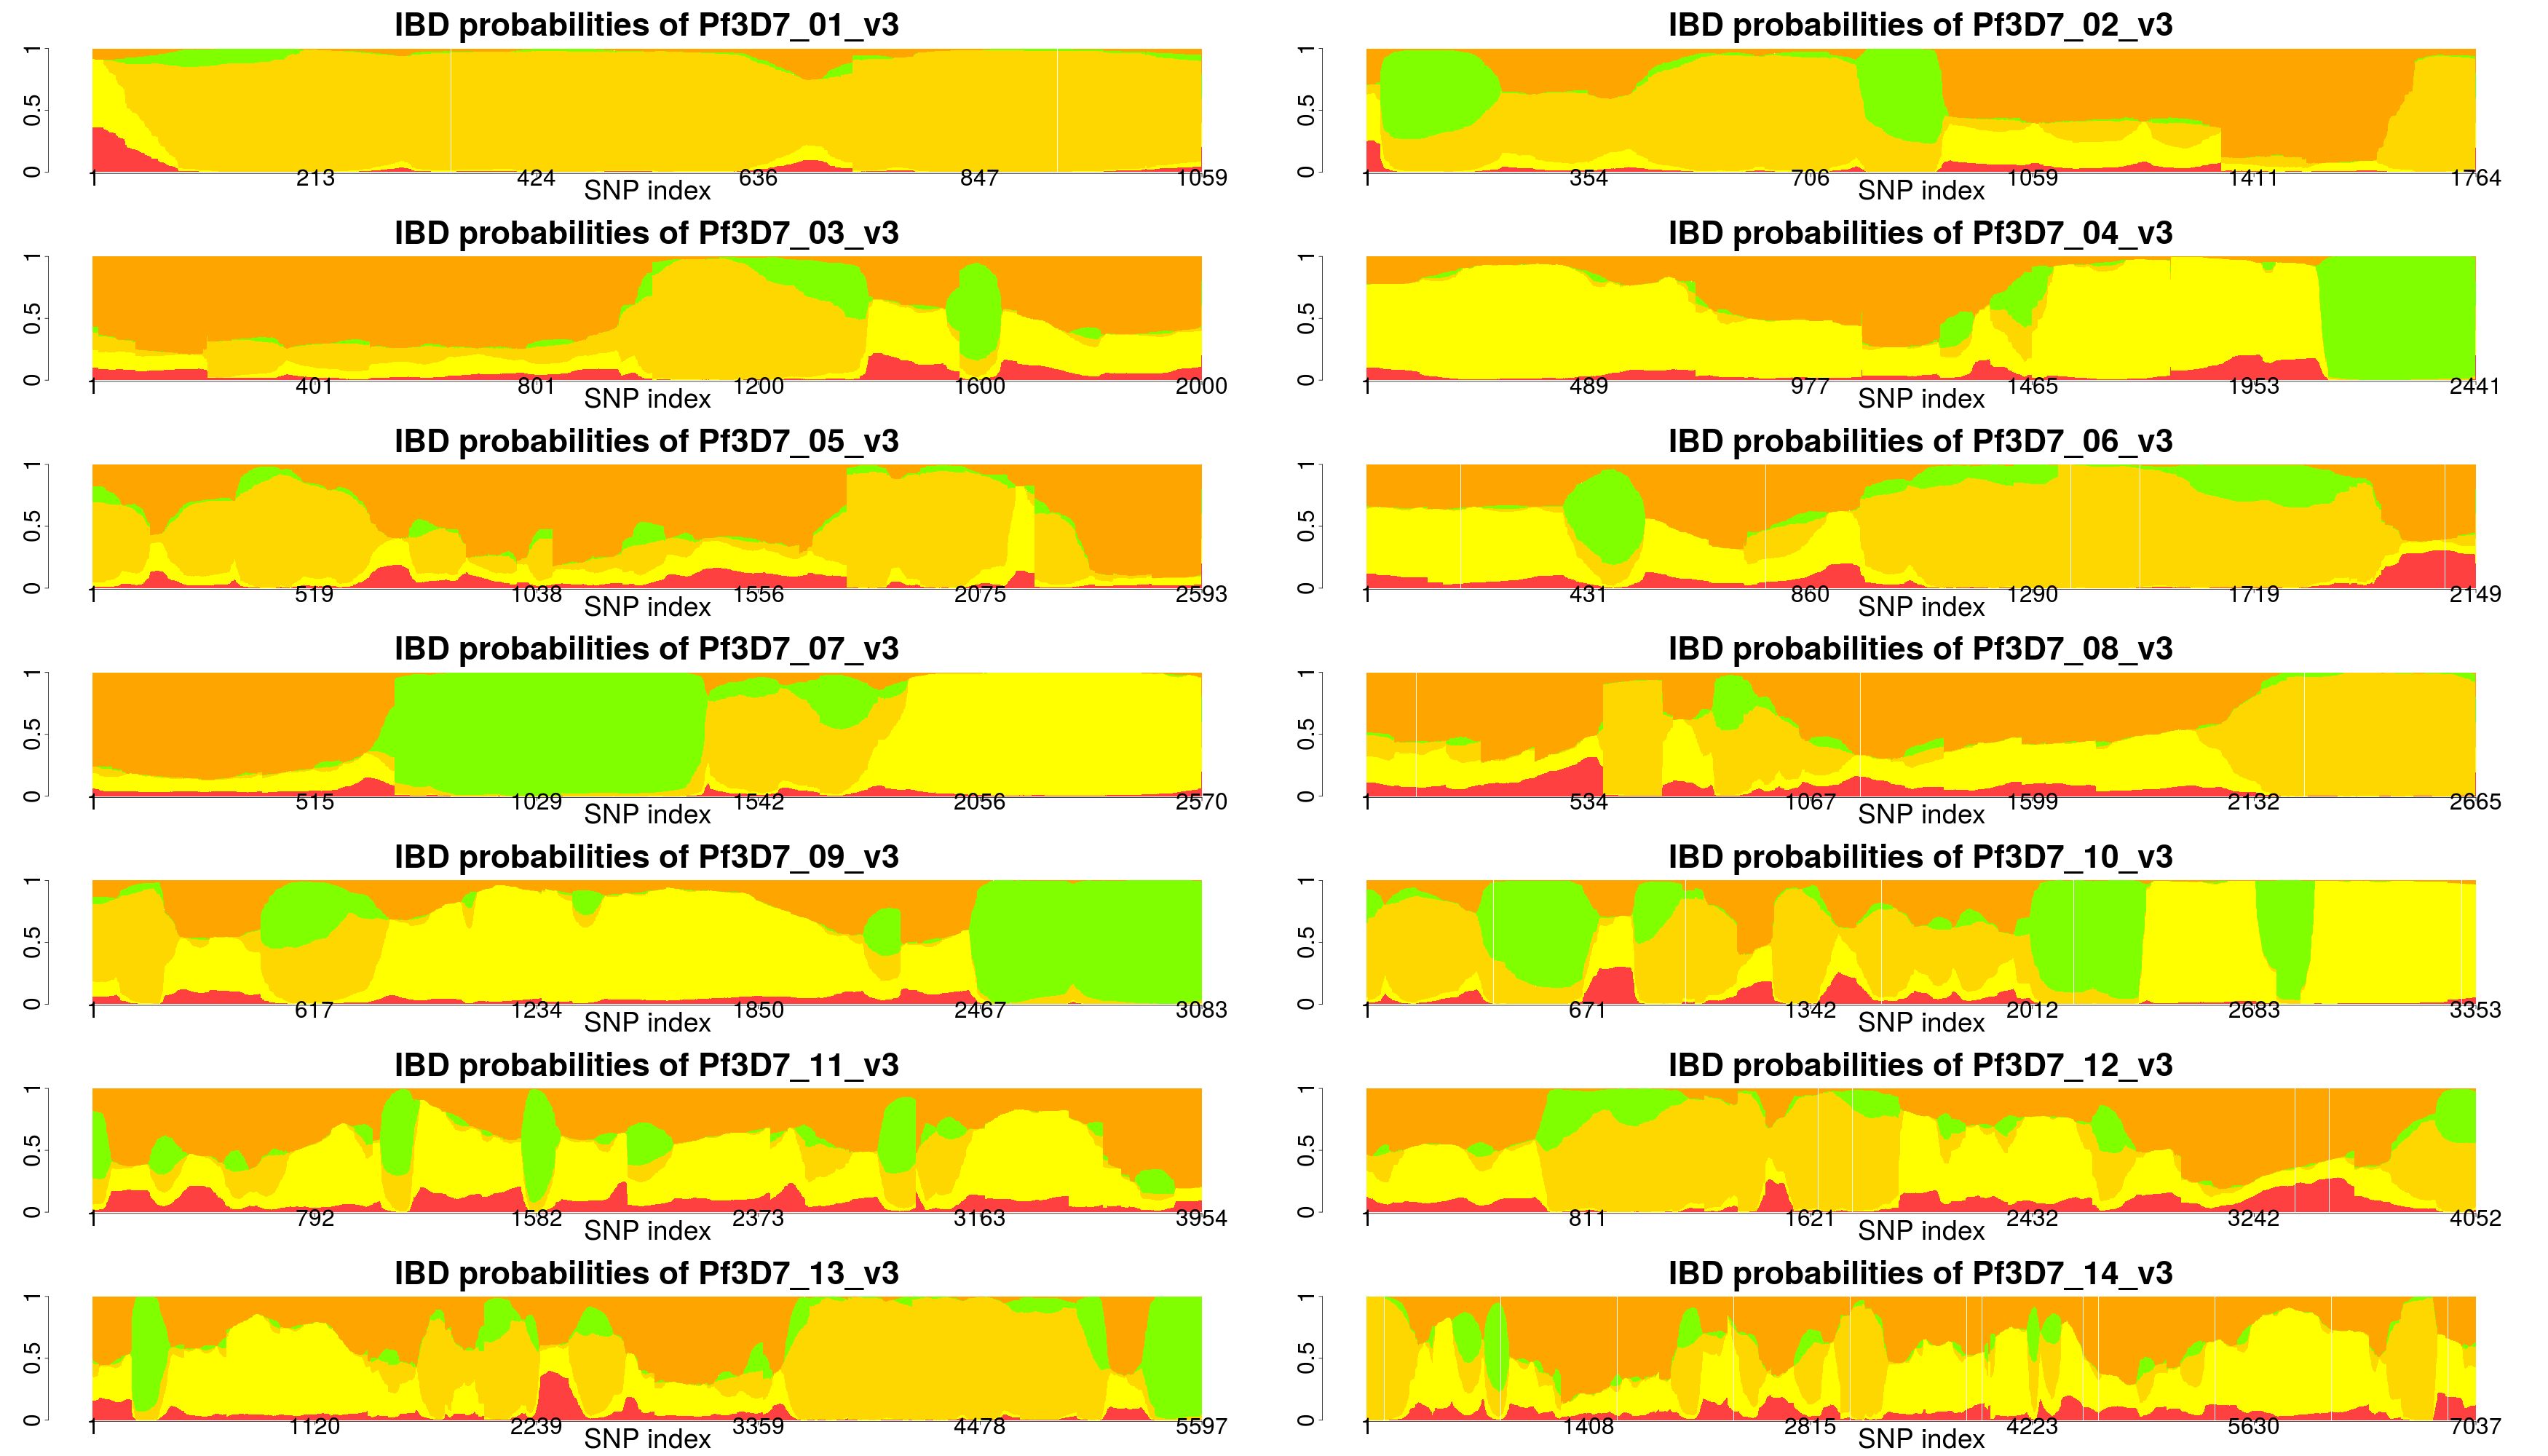 IBD probabilities of Pf3D7_01_v3
0 0.5 1
1 213 424 636 847 1059
SNP index
IBD probabilities of Pf3D7_02_v3
0 0.5 1
1 354 706 1059 1411 1764
SNP index
IBD probabilities of Pf3D7_03_v3
0 0.5 1
1 401 801 1200 1600 2000
SNP index
IBD probabilities of Pf3D7_04_v3
0 0.5 1
1 489 977 1465 1953 2441
SNP index
IBD probabilities of Pf3D7_05_v3
0 0.5 1
1 519 1038 1556 2075 2593
SNP index
IBD probabilities of Pf3D7_06_v3
0 0.5 1
1 431 860 1290 1719 2149
SNP index
IBD probabilities of Pf3D7_07_v3
0 0.5 1
1 515 1029 1542 2056 2570
SNP index
IBD probabilities of Pf3D7_08_v3
0 0.5 1
1 534 1067 1599 2132 2665
SNP index
IBD probabilities of Pf3D7_09_v3
0 0.5 1
1 617 1234 1850 2467 3083
SNP index
IBD probabilities of Pf3D7_10_v3
0 0.5 1
1 671 1342 2012 2683 3353
SNP index
IBD probabilities of Pf3D7_11_v3
0 0.5 1
1 792 1582 2373 3163 3954
SNP index
IBD probabilities of Pf3D7_12_v3
0 0.5 1
1 811 1621 2432 3242 4052
SNP index
IBD probabilities of Pf3D7_13_v3
0 0.5 1
1 1120 2239 3359 4478 5597
SNP index
IBD probabilities of Pf3D7_14_v3
0 0.5 1
1 1408 2815 4223 5630 7037
SNP index